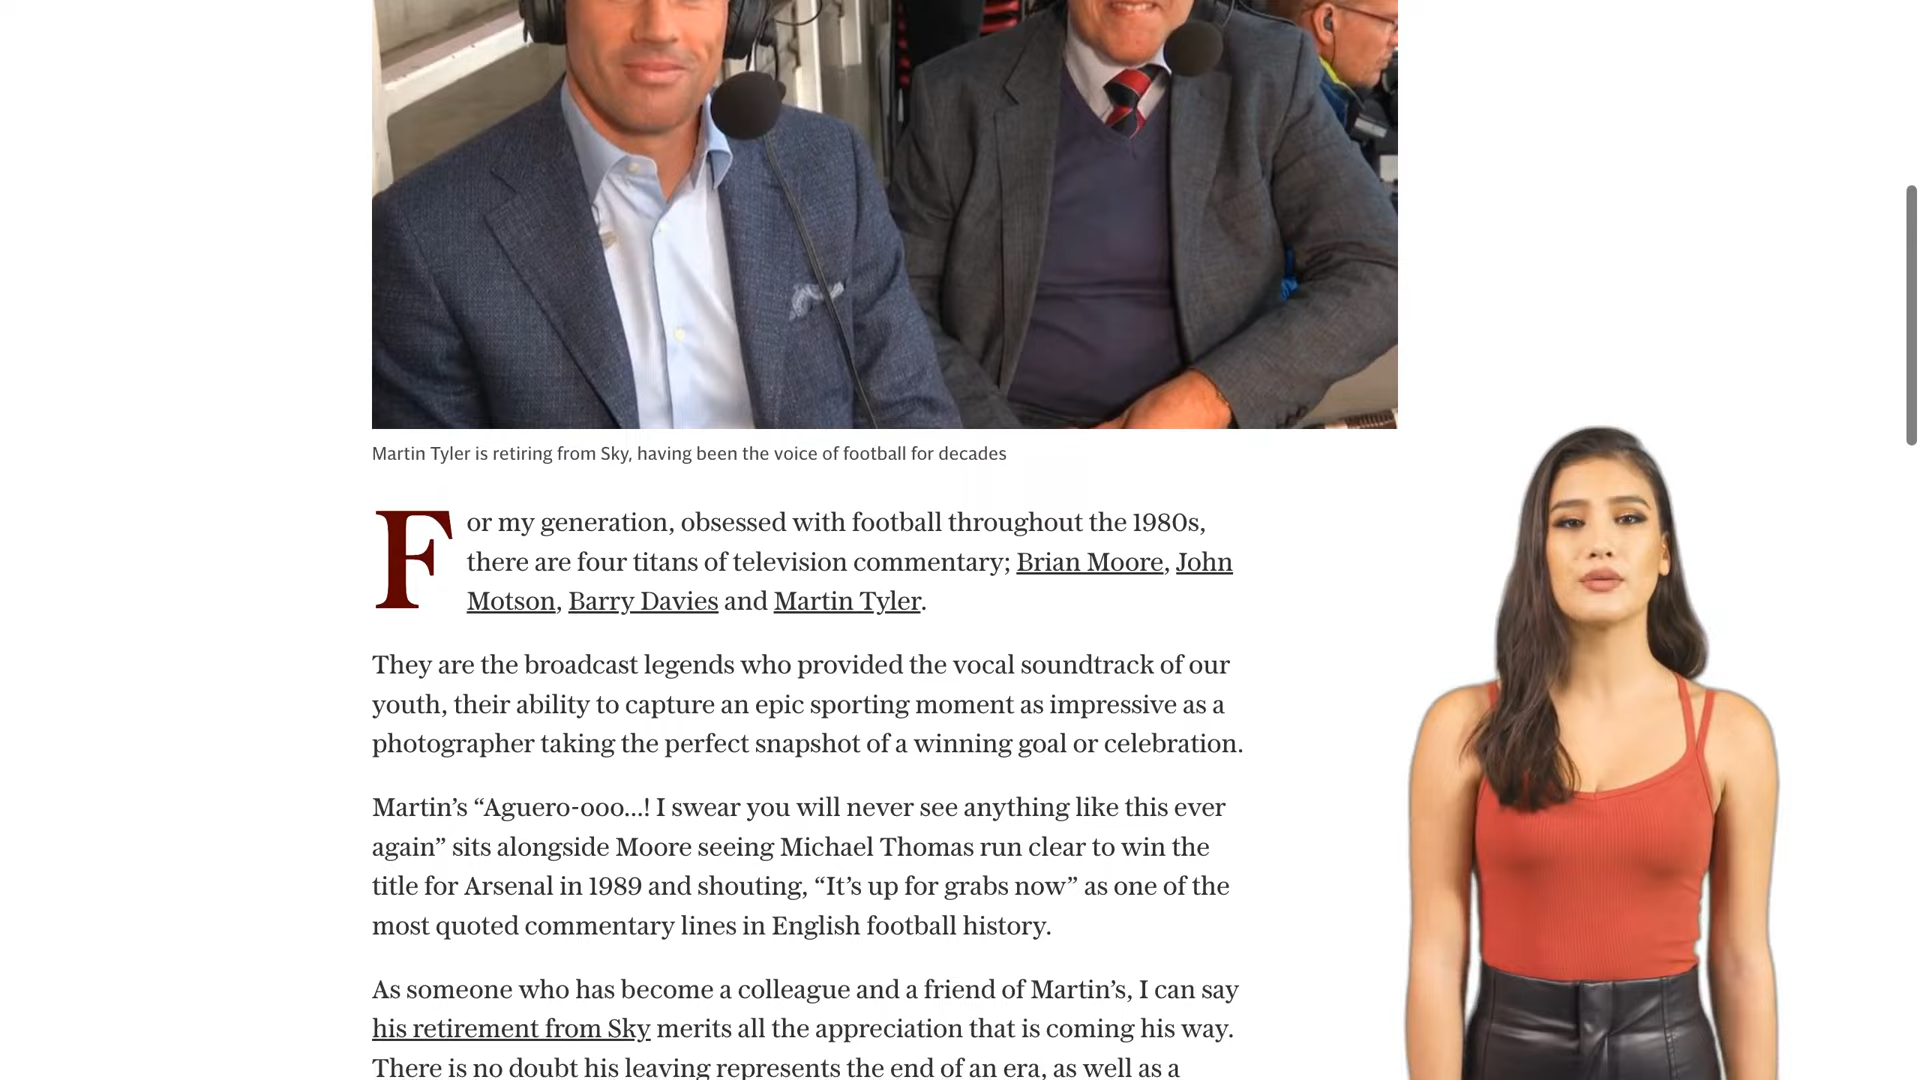 Martin Tyler is retiring from Sky, having been the voice of football for decades
For my generation, obsessed with football throughout the 1980s,
there are four titans of television commentary; Brian Moore, John
Motson, Barry Davies and Martin Tyler.
They are the broadcast legends who provided the vocal soundtrack of our
youth, their ability to capture an epic sporting moment as impressive as a
photographer taking the perfect snapshot of a winning goal or celebration.
Martin’s “Aguero-ooo...! I swear you will never see anything like this ever
again” sits alongside Moore seeing Michael Thomas run clear to win the
title for Arsenal in 1989 and shouting, “It’s up for grabs now” as one of the
most quoted commentary lines in English football history.
As someone who has become a colleague and a friend of Martin’s, I can say
his retirement from Sky merits all the appreciation that is coming his way.
There is no doubt his leaving represents the end of an era, as well as a